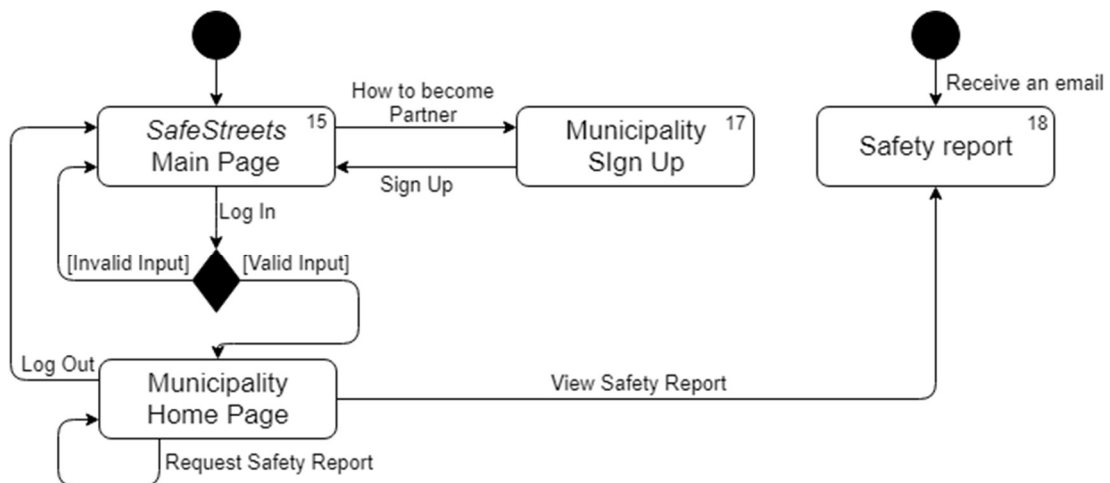 How to become
Partner
Receive an email
SafeStreets 15
Main Page
Municipality 17
SIgn Up
18
Safety report
Sign Up
Log In
[Invalid Input] [Valid Input]
Log Out
Municipality
Home Page
View Safety Report
Request Safety Report